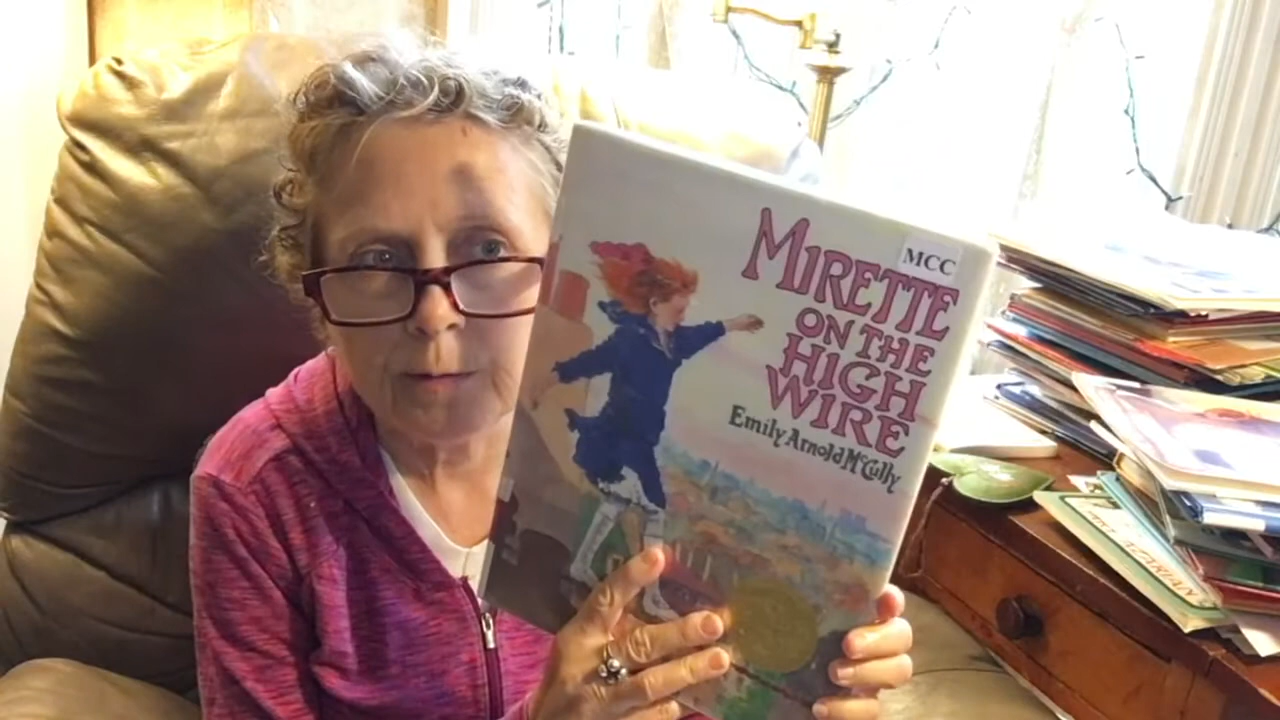 MCC
MIRETTE
ON THE
HIGH
WIRE
Emily Arnold McCully